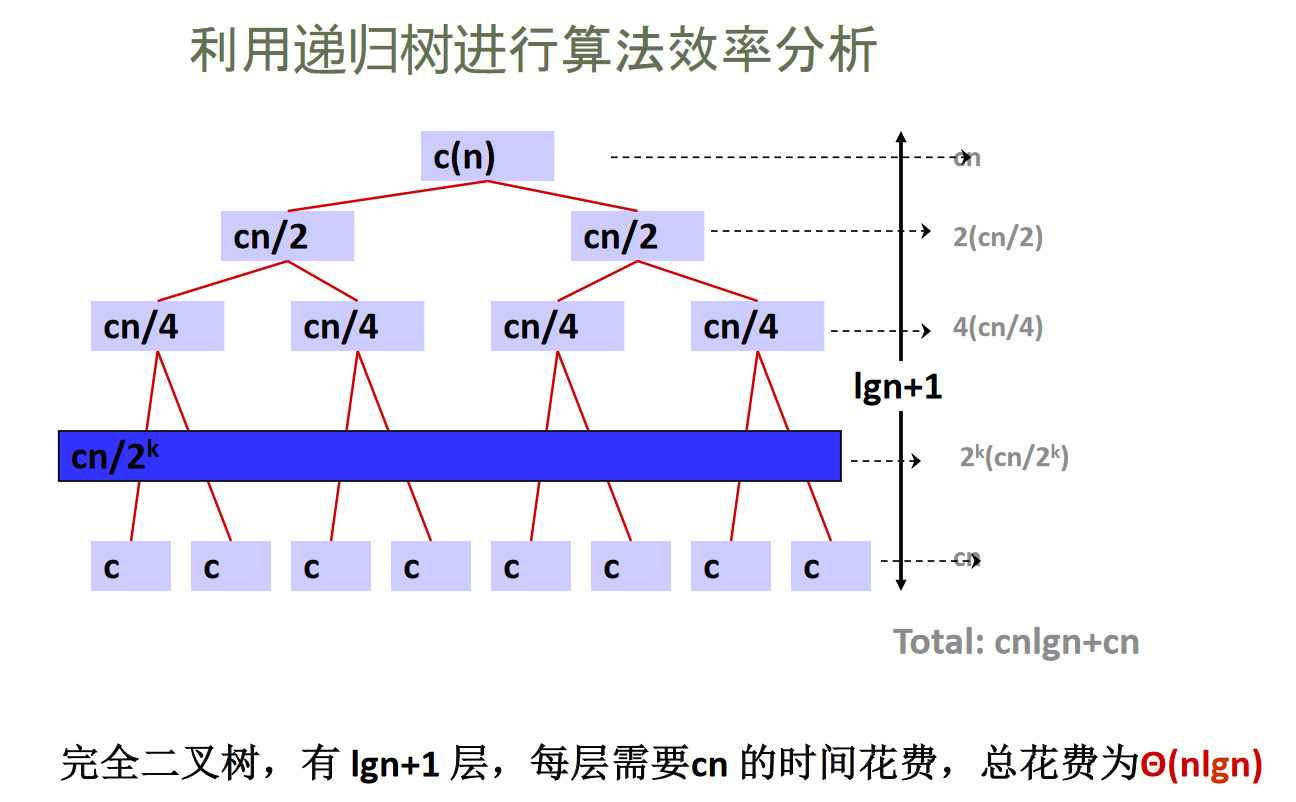 利用递归树进行算法效率分析
c(n)
cn
cn/2 cn/2
2(cn/2)
cn/4 cn/4 cn/4 cn/4
4(cn/4)
lgn+1
cn/2ᵏ
2ᵏ(cn/2ᵏ)
c c c c c c c c
cn
Total: cnlgn+cn
完全二叉树，有 lgn+1 层，每层需要cn 的时间花费，总花费为Θ(nlgn)